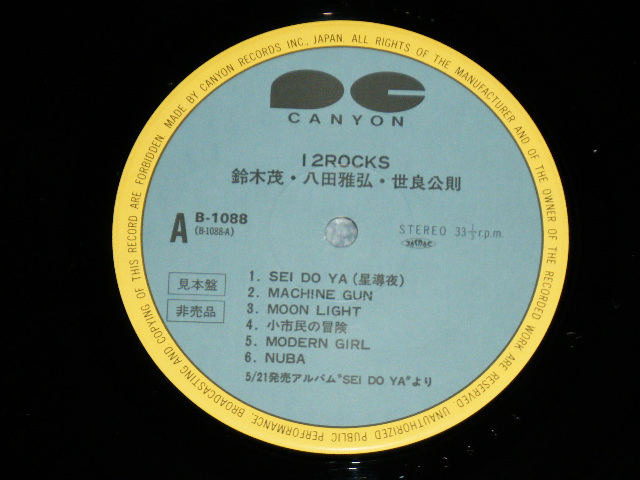 MADE BY CANYON RECORDS INC., JAPAN. ALL RIGHTS OF THE MANUFACTURER AND OF THE OWNER OF THE RECORDED WORK ARE RESERVED. UNAUTHORIZED PUBLIC PERFORMANCE, BROADCASTING AND COPYING OF THIS RECORD ARE FORBIDDEN.
CANYON
12ROCKS
鈴木茂・八田雅弘・世良公則
A B-1088
(B-1088-A)
STEREO 33⅓r.p.m.
見本盤
非売品
1. SEI DO YA (星導夜)
2. MACHINE GUN
3. MOON LIGHT
4. 小市民の冒険
5. MODERN GIRL
6. NUBA
5/21発売アルバム"SEI DO YA"より